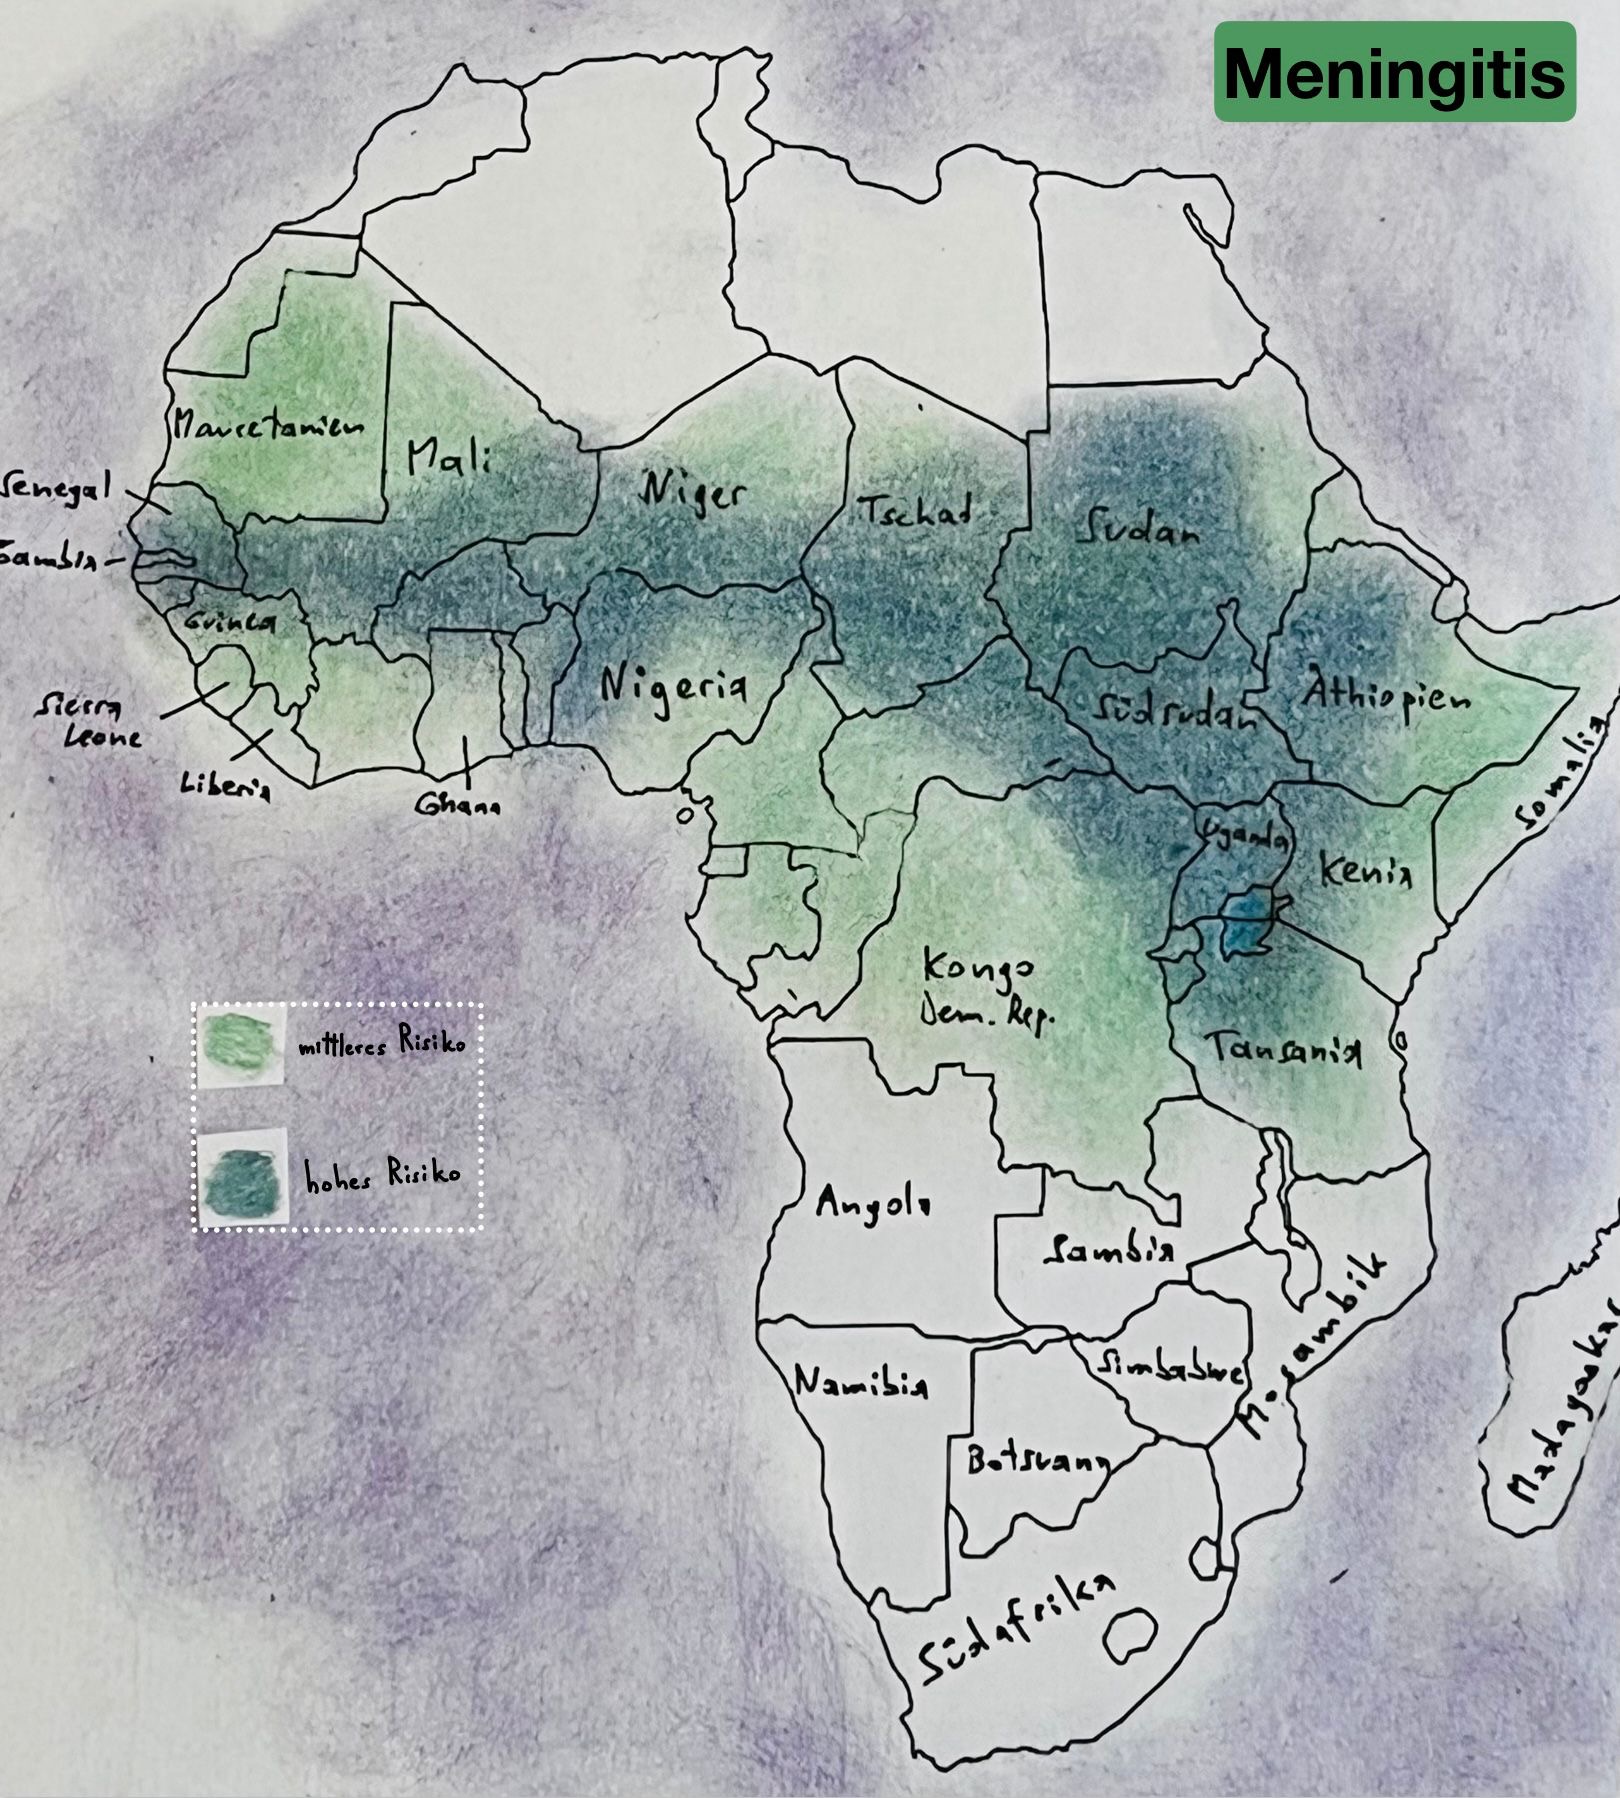 Meningitis
Mauretanien
Mali
Niger
Tschad
Sudan
Senegal
Gambia
Guinea
Sierra
Leone
Liberia
Ghana
Nigeria
Südsudan
Äthiopien
Somalia
Uganda
Kenia
Kongo
Dem. Rep.
Tansania
mittleres Risiko
hohes Risiko
Angola
Sambia
Mosambik
Namibia
Simbabwe
Botsuana
Madagaskar
Südafrika